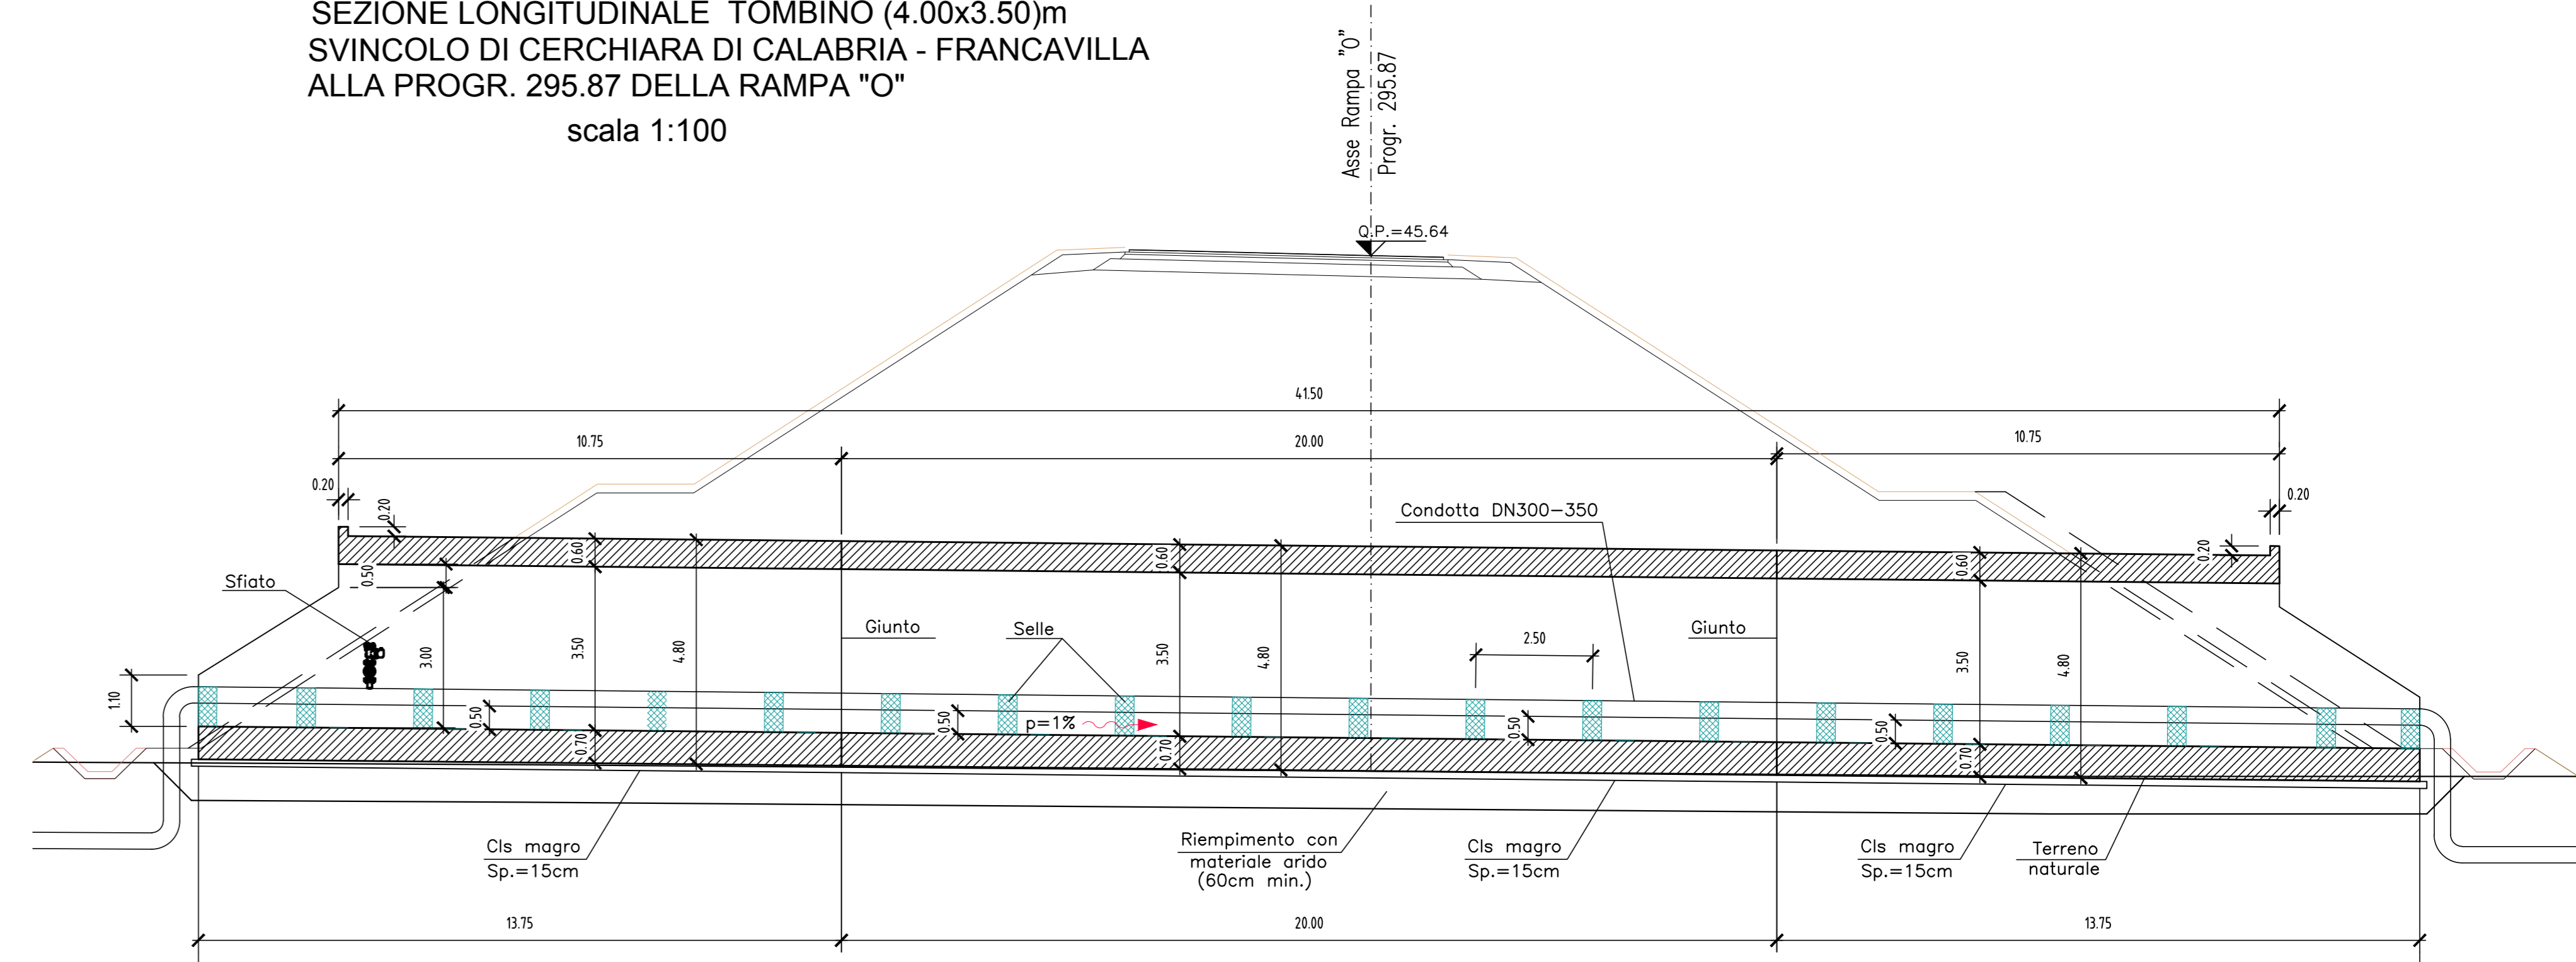 SEZIONE LONGITUDINALE TOMBINO (4.00x3.50)m
SVINCOLO DI CERCHIARA DI CALABRIA - FRANCAVILLA
ALLA PROGR. 295.87 DELLA RAMPA "O"
scala 1:100
Asse Rampa "O"
Progr. 295.87
Q.P.=45.64
41.50
10.75
20.00
10.75
0.20
0.20
0.20
Condotta DN300-350
0.60
0.60
0.60
0.20
0.50
Sfiato
Giunto
Selle
Giunto
2.50
3.00
3.50
4.80
3.50
4.80
3.50
4.80
1.10
0.50
0.50
p=1%
0.50
0.50
0.70
0.70
0.70
Cls magro
Sp.=15cm
Riempimento con
materiale arido
(60cm min.)
Cls magro
Sp.=15cm
Cls magro
Sp.=15cm
Terreno
naturale
13.75
20.00
13.75